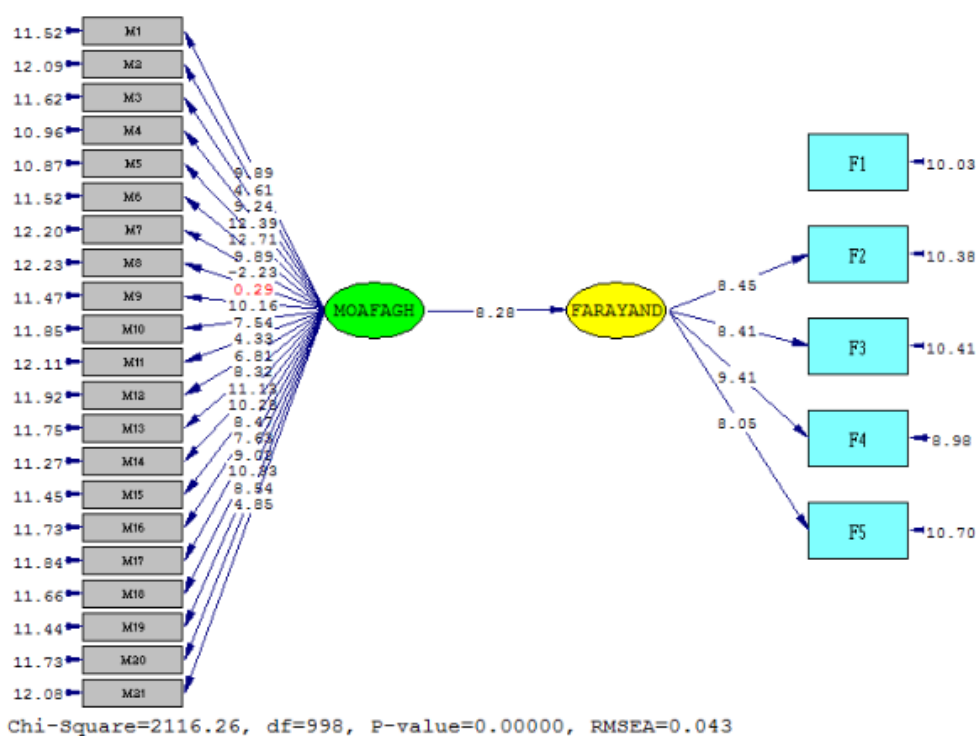 11.52 M1
12.09 M2
11.62 M3
10.96 M4
10.87 M5
11.52 M6
12.20 M7
12.23 M8
11.47 M9
11.85 M10
12.11 M11
11.92 M12
11.75 M13
11.27 M14
11.45 M15
11.73 M16
11.84 M17
11.66 M18
11.44 M19
11.73 M20
12.08 M21
9.89
4.61
9.24
12.39
12.71
9.89
-2.23
0.29
10.16
7.54
4.33
6.81
8.32
11.13
10.28
8.47
7.63
9.02
10.33
8.54
4.85
MOAFAGH
8.28
FARAYAND
8.45
8.41
9.41
8.05
F1 10.03
F2 10.38
F3 10.41
F4 8.98
F5 10.70
Chi-Square=2116.26, df=998, P-value=0.00000, RMSEA=0.043